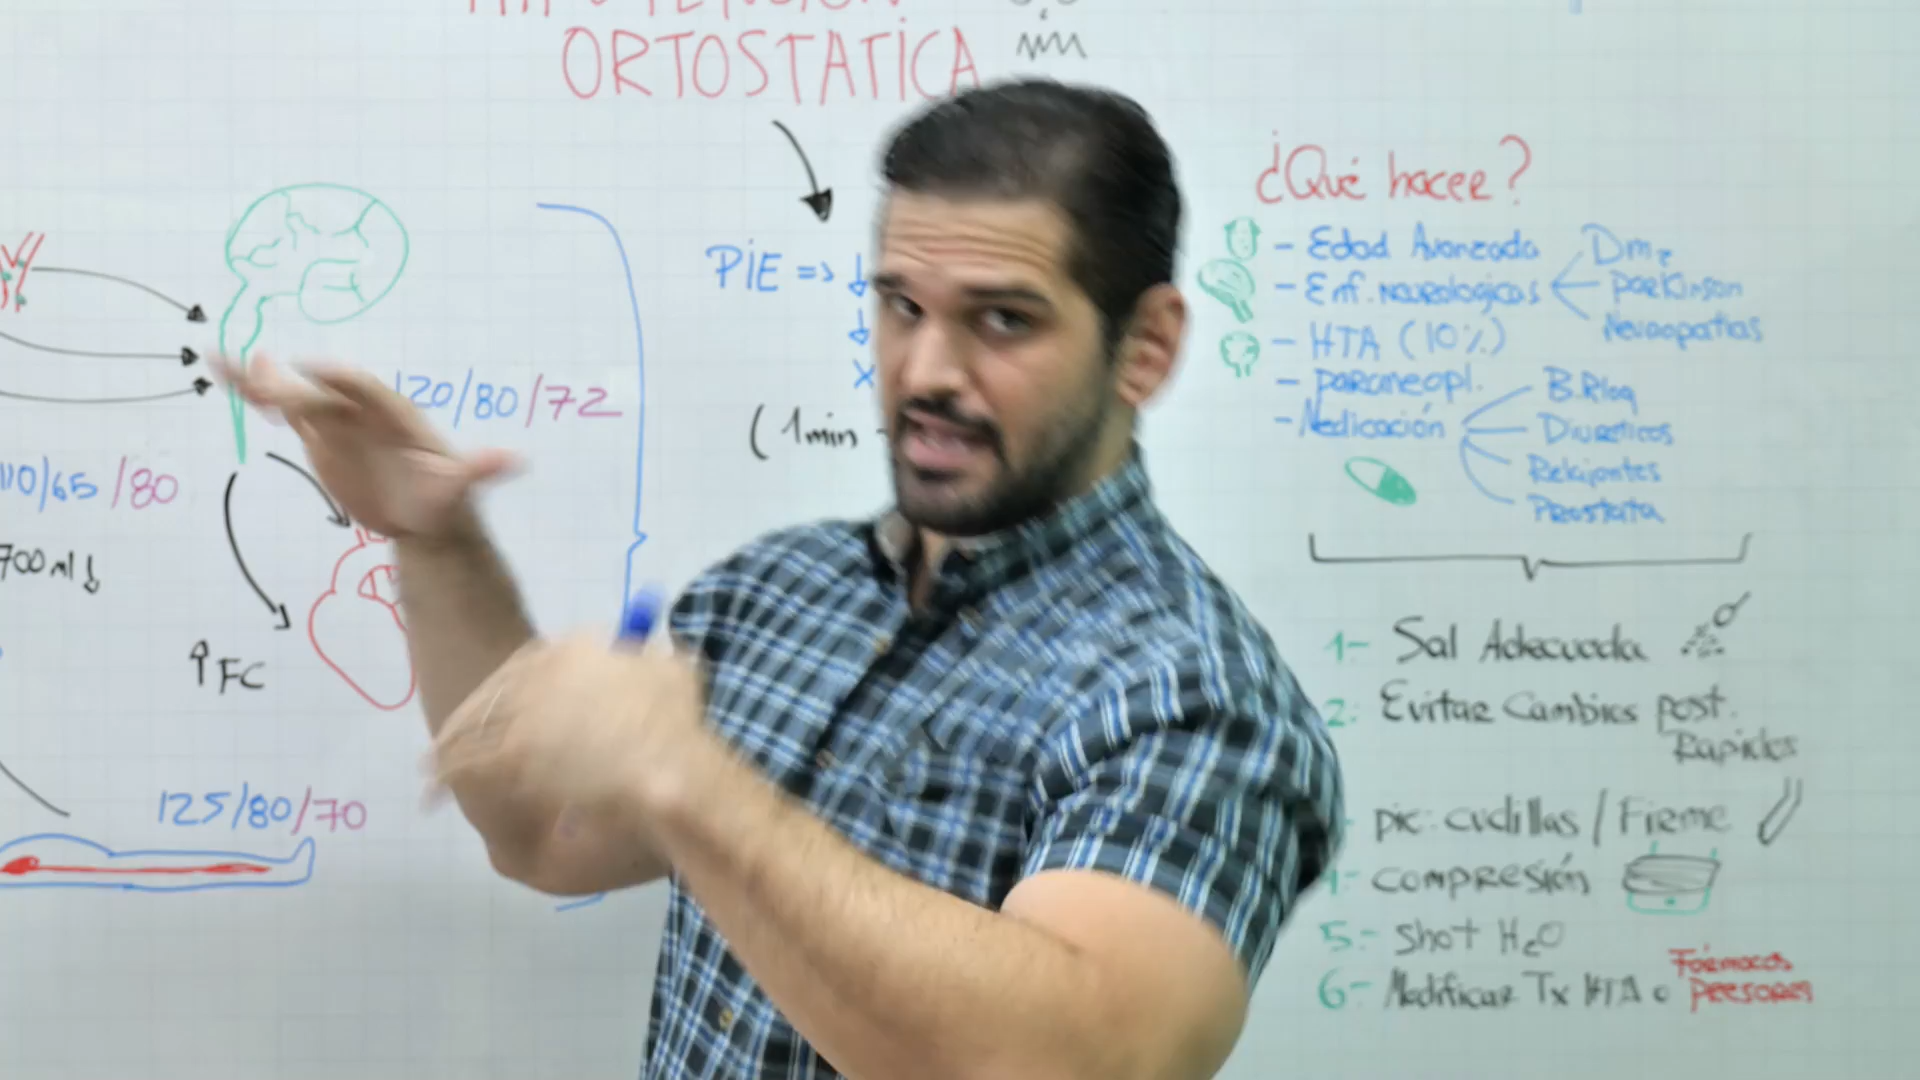 ORTOSTATICA
120/80/72
110/65/80
700 ml ↓
↑FC
125/80/70
PIE => ↓
↓
X
(1min -
¿Qué hacer?
- Edad Avanzada
- Enf. neurologicas
Dm2
Parkinson
Neuropatias
- HTA (10%)
- paraneopl.
- Medicación
B. Bloq
Diureticos
Relajantes
Prostata
1- Sal Adecuada
2: Evitar Cambios post.
Rapidos
pic. cuclillas / Firme
compresión
5.- Shot H2O
6- Modificar Tx HTA o Fármacos
Presores